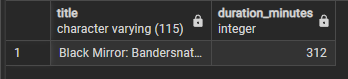 title
character varying (115)
duration_minutes
integer
1
Black Mirror: Bandersnat...
312